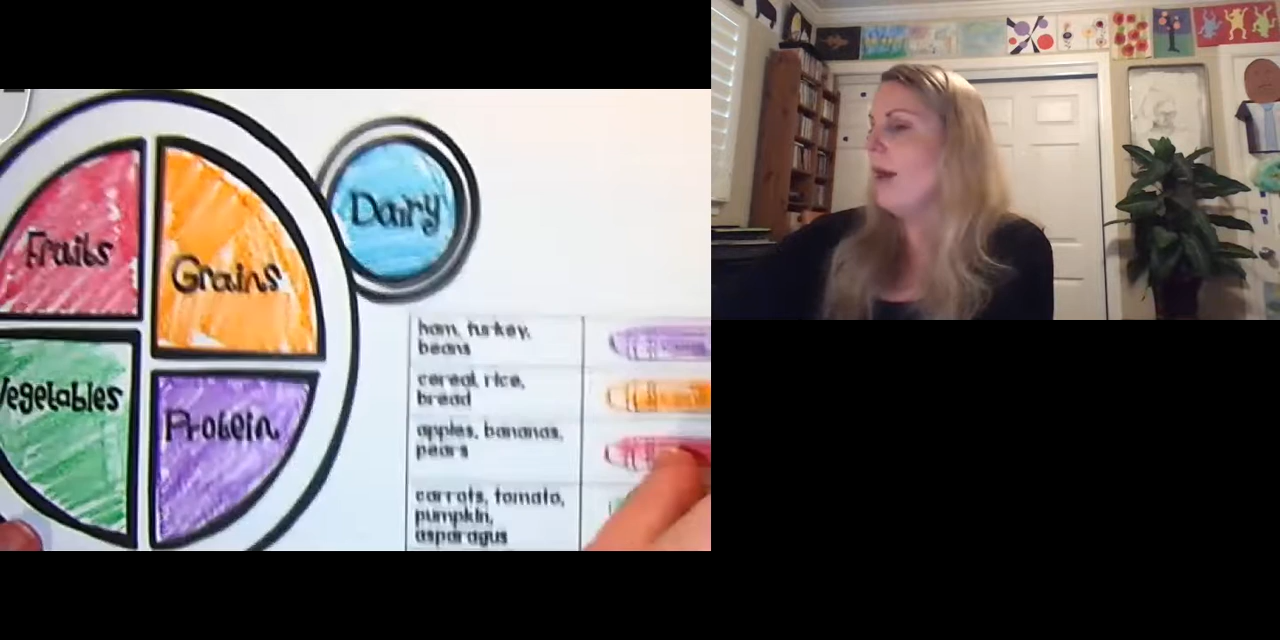 Fruits
Grains
Dairy
Vegetables
Protein
ham, turkey,
beans
cereal, rice,
bread
apples, bananas,
pears
carrots, tomato,
pumpkin,
asparagus